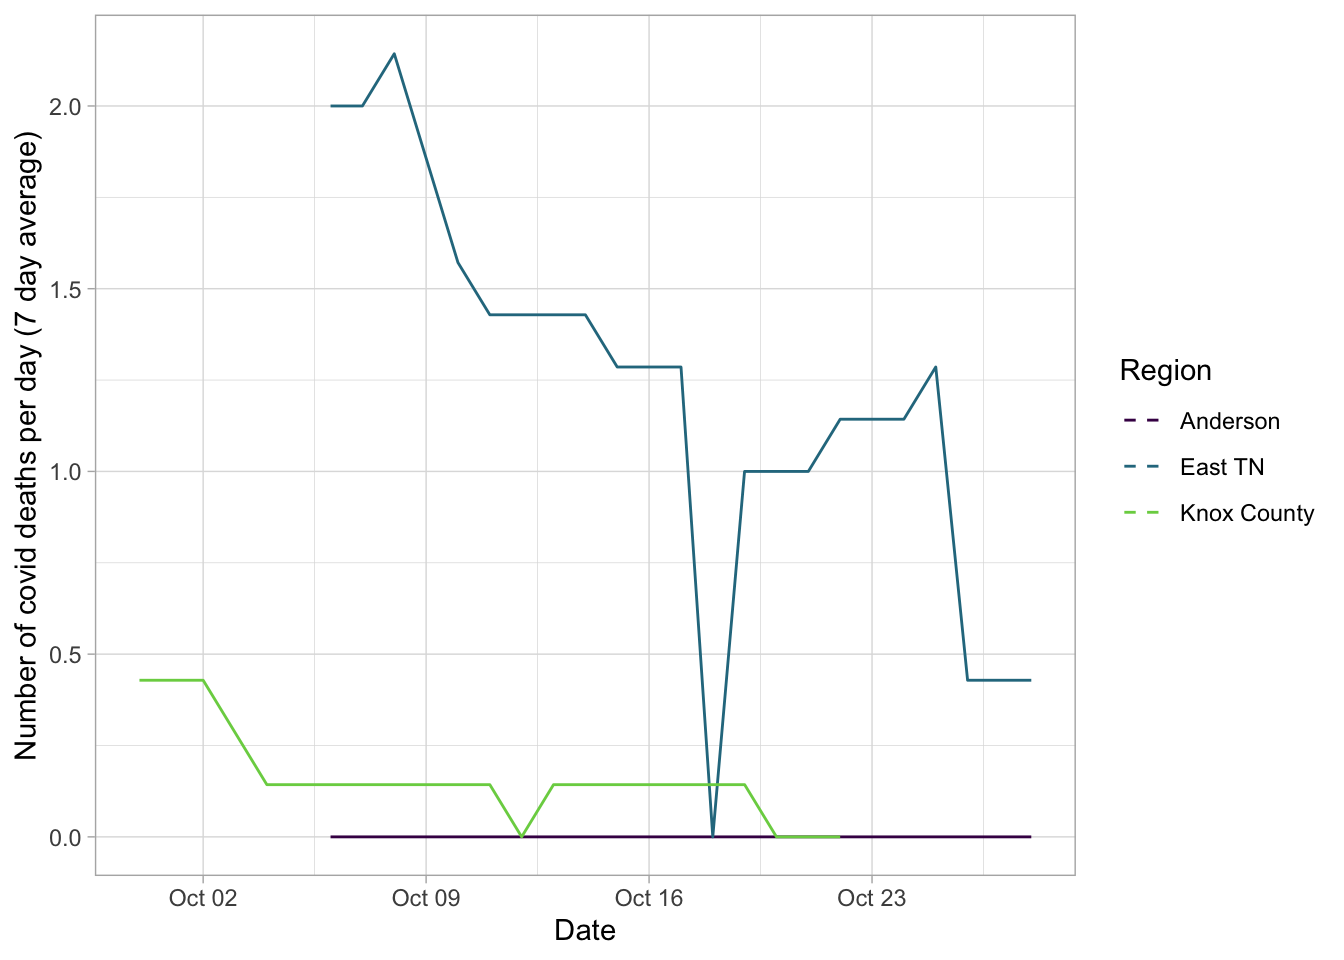 Number of covid deaths per day (7 day average)
2.0
1.5
1.0
0.5
0.0
Oct 02
Oct 09
Oct 16
Oct 23
Date
Region
Anderson
East TN
Knox County